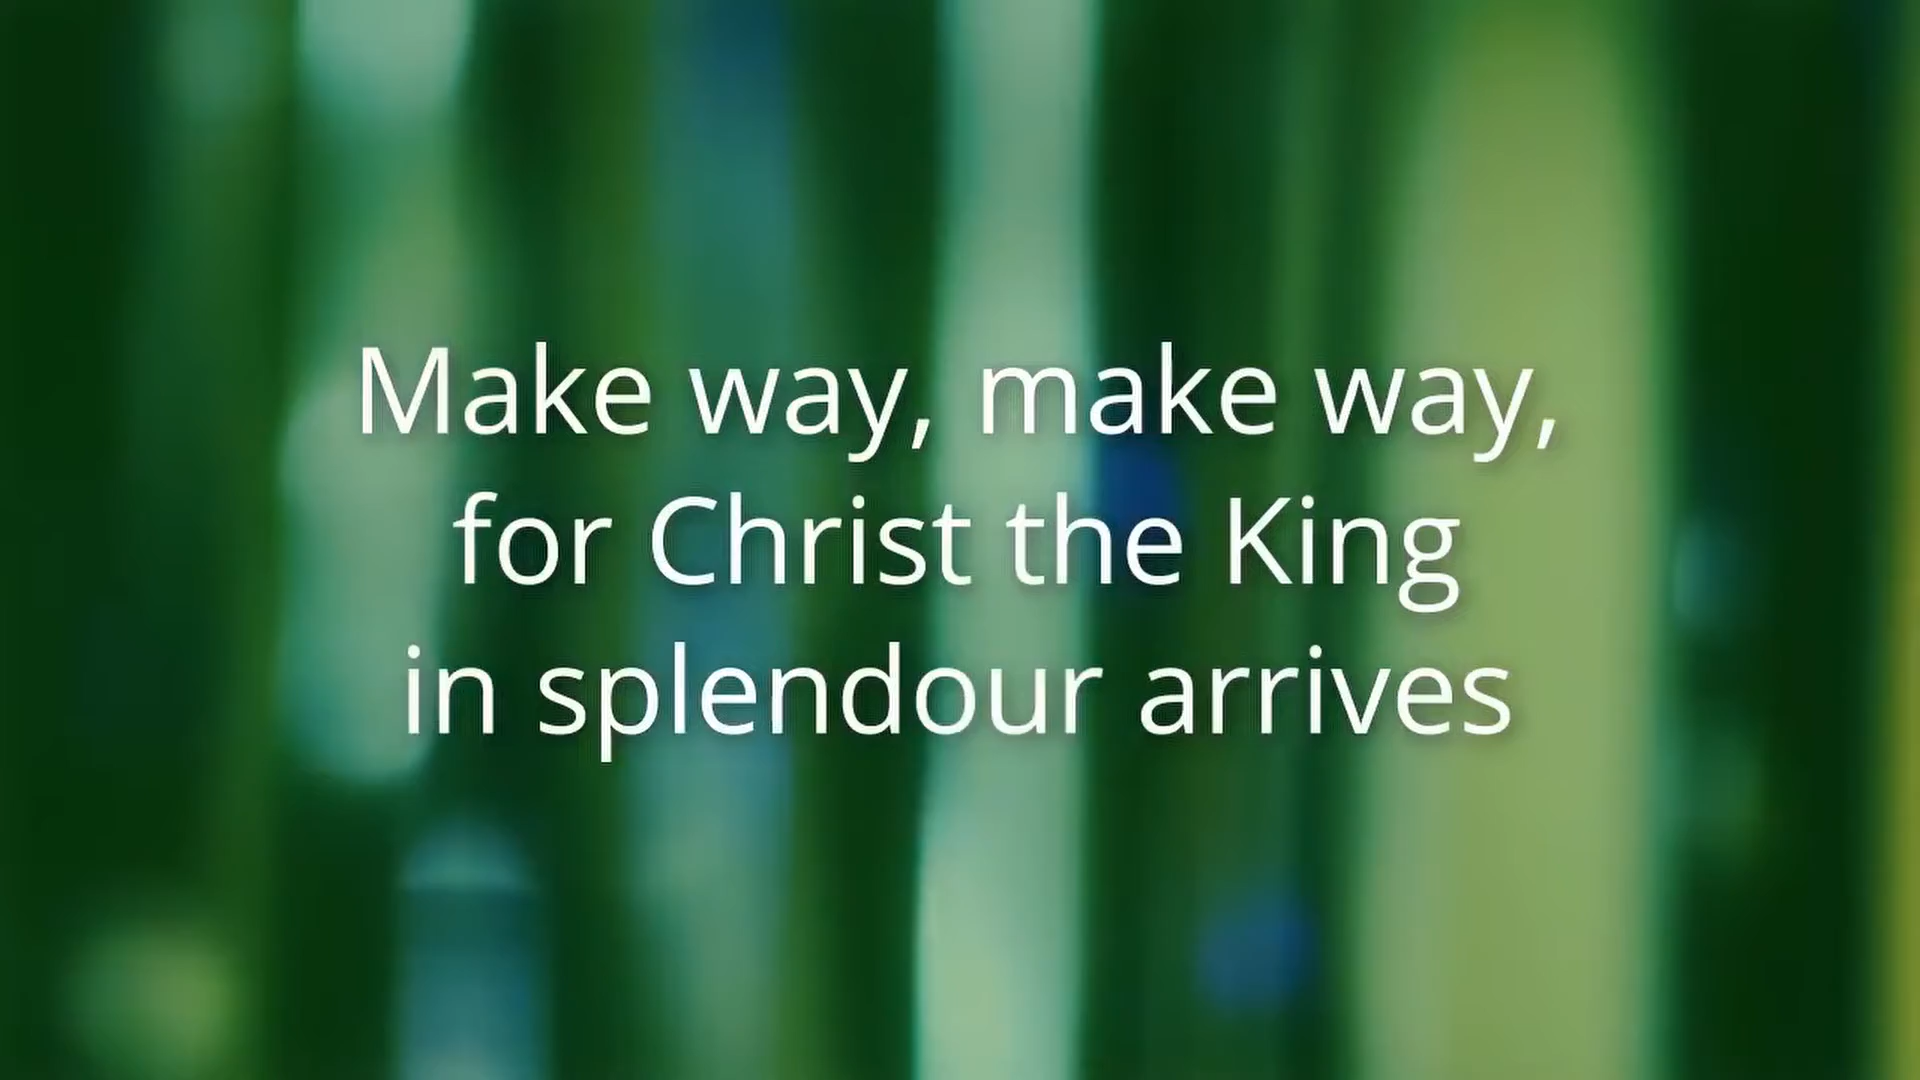 Make way, make way,
for Christ the King
in splendour arrives